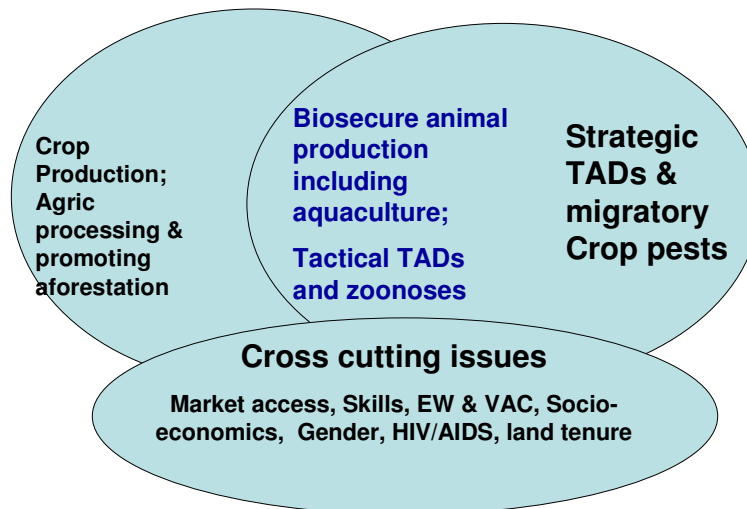 Crop
Production;
Agric
processing &
promoting
aforestation
Biosecure animal
production
including
aquaculture;
Tactical TADs
and zoonoses
Strategic
TADs &
migratory
Crop pests
Cross cutting issues
Market access, Skills, EW & VAC, Socio-
economics, Gender, HIV/AIDS, land tenure